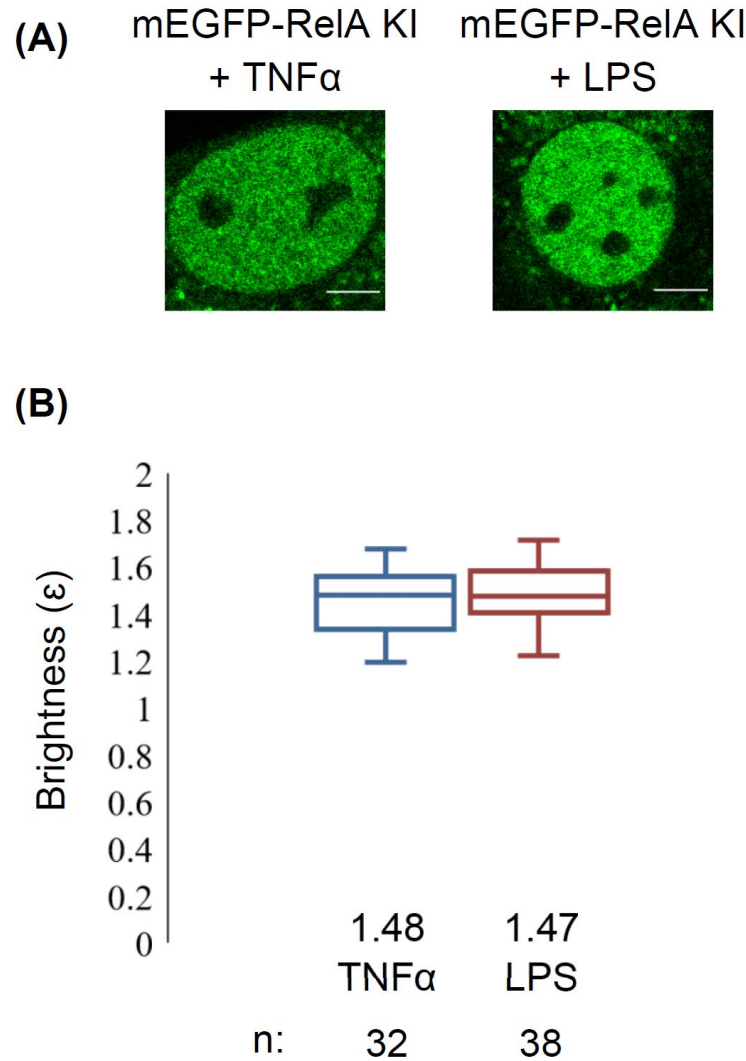 (A)
mEGFP-RelA KI
+ TNFα
mEGFP-RelA KI
+ LPS
(B)
Brightness (ε)
2
1.8
1.6
1.4
1.2
1
0.8
0.6
0.4
0.2
0
1.48 1.47
TNFα LPS
n: 32 38